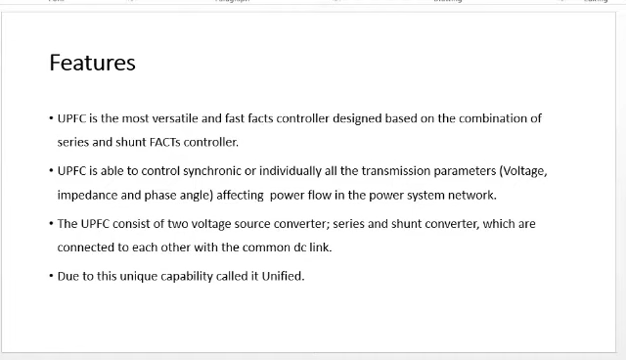 Features
• UPFC is the most versatile and fast facts controller designed based on the combination of
series and shunt FACTs controller.
• UPFC is able to control synchronic or individually all the transmission parameters (Voltage,
impedance and phase angle) affecting power flow in the power system network.
• The UPFC consist of two voltage source converter; series and shunt converter, which are
connected to each other with the common dc link.
• Due to this unique capability called it Unified.